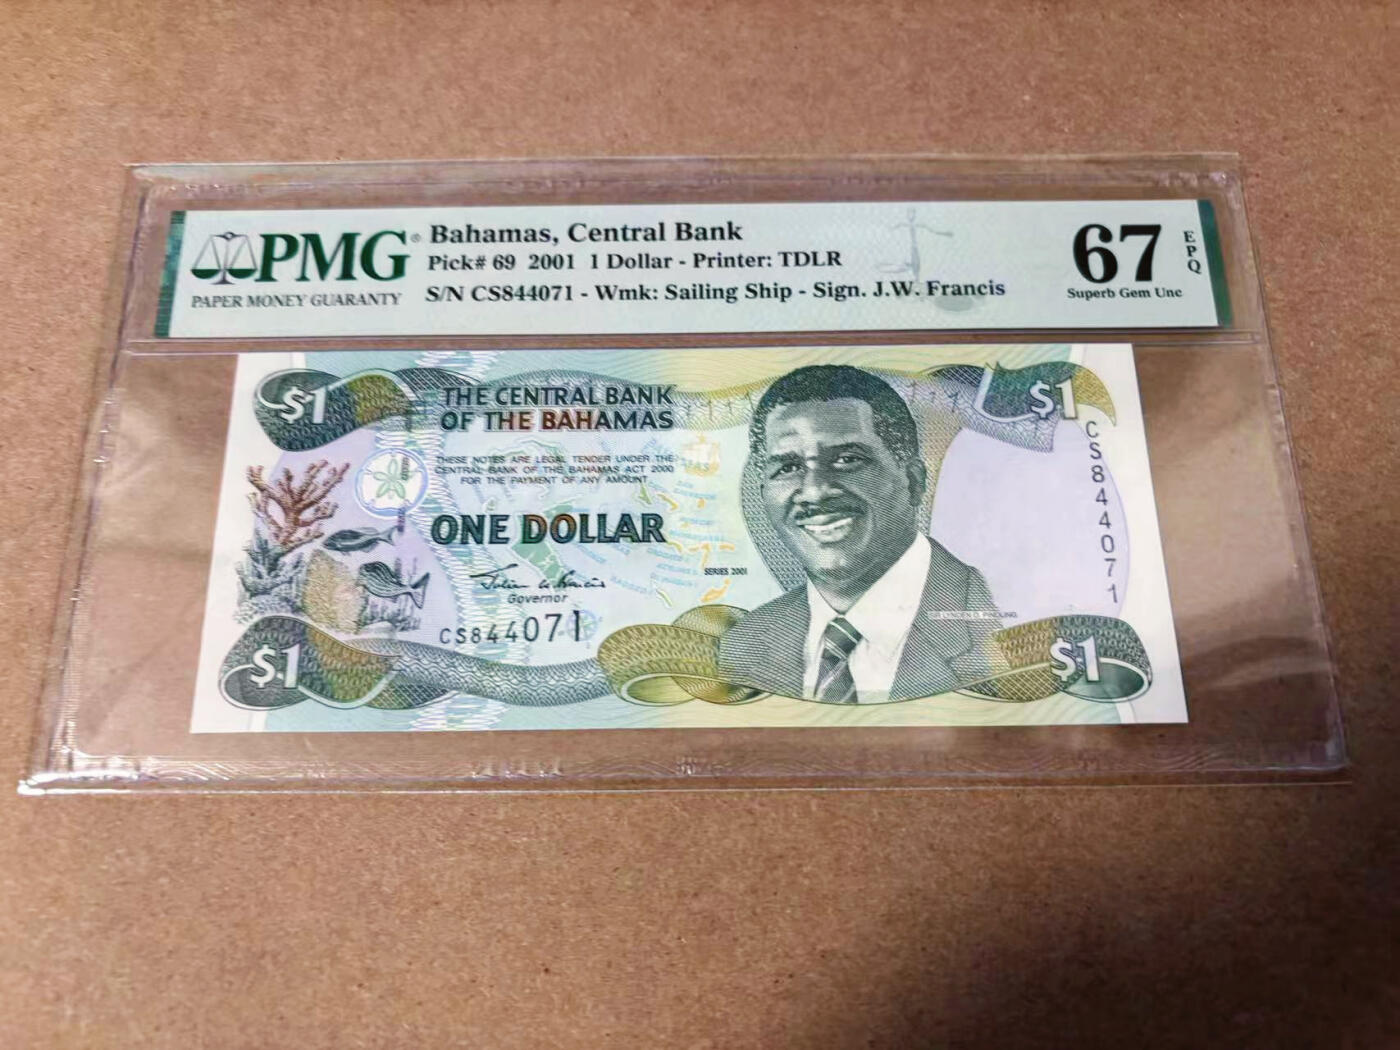 PMG®
PAPER MONEY GUARANTY
Bahamas, Central Bank
Pick# 69 2001 1 Dollar - Printer: TDLR
S/N CS844071 - Wmk: Sailing Ship - Sign. J.W. Francis
67
EPQ
Superb Gem Unc
$1
THE CENTRAL BANK
OF THE BAHAMAS
$1
THESE NOTES ARE LEGAL TENDER UNDER THE
CENTRAL BANK OF THE BAHAMAS ACT 2000
FOR THE PAYMENT OF ANY AMOUNT
ONE DOLLAR
SERIES 2001
Governor
CS844071
CS844071
SIR LYNDEN O. PINDLING
$1
$1